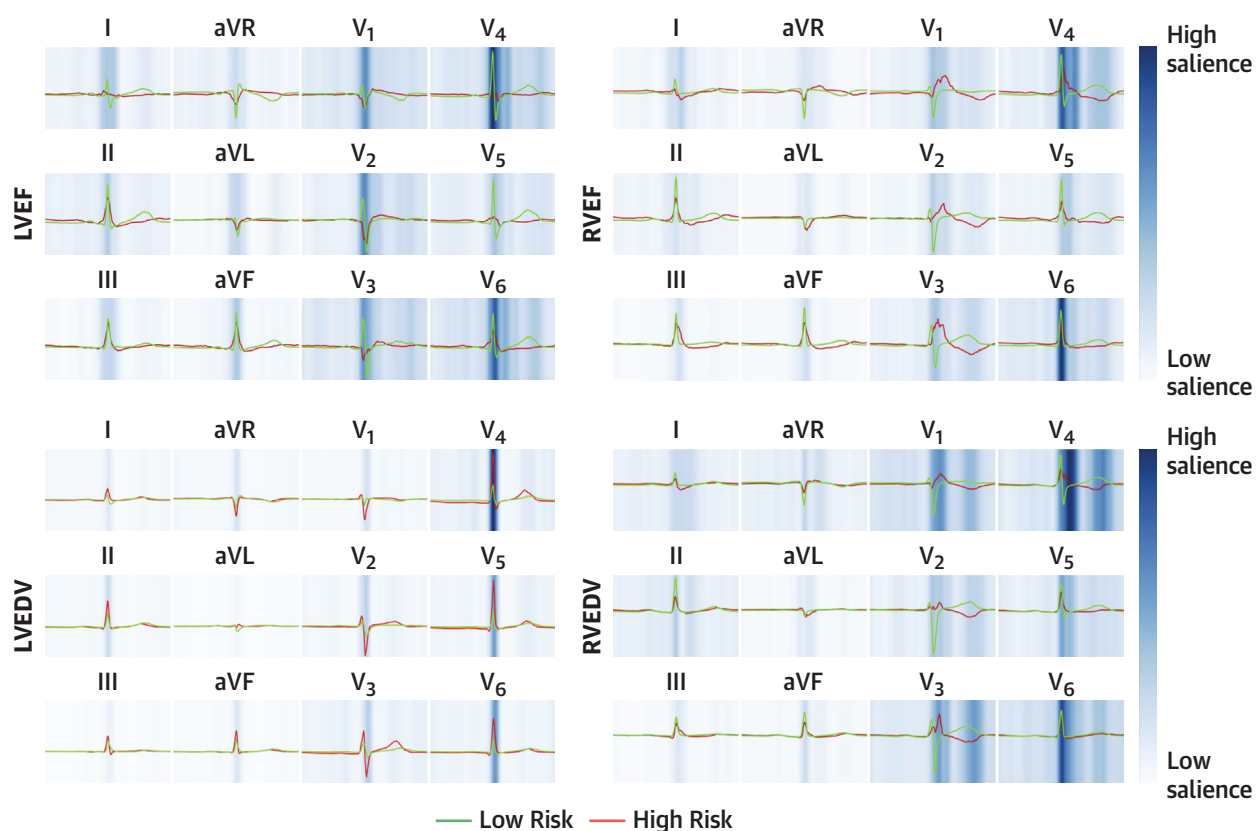 I aVR V1 V4
II aVL V2 V5
III aVF V3 V6
LVEF
I aVR V1 V4
II aVL V2 V5
III aVF V3 V6
RVEF
High
salience
Low
salience
I aVR V1 V4
II aVL V2 V5
III aVF V3 V6
LVEDV
I aVR V1 V4
II aVL V2 V5
III aVF V3 V6
RVEDV
High
salience
Low
salience
Low Risk High Risk